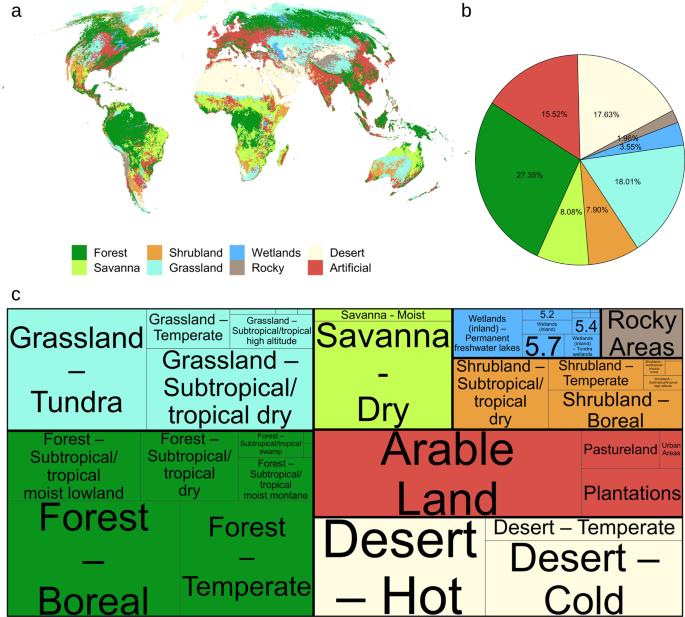 a
b
Forest
Shrubland
Wetlands
Desert
Savanna
Grassland
Rocky
Artificial
15.52%
17.63%
1.96%
3.55%
27.35%
18.01%
8.08%
7.90%
c
Grassland
–
Tundra
Grassland –
Temperate
Grassland –
Subtropical/tropical
high altitude
Grassland –
Subtropical/
tropical dry
Savanna - Moist
Savanna
-
Dry
Wetlands
(inland) –
Permanent
freshwater lakes
5.2
Wetlands
(inland)
5.7
5.4
Wetlands
(inland)
– Tundra
wetlands
Rocky
Areas
Shrubland –
Subtropical/
tropical
dry
Shrubland –
Temperate
Shrubland –
Boreal
Forest –
Subtropical/
tropical
moist lowland
Forest –
Subtropical/
tropical
dry
Forest –
Subtropical/tropical
swamp
Forest –
Subtropical/
tropical
moist montane
Forest
–
Boreal
Forest
–
Temperate
Arable
Land
Pastureland
Urban
Areas
Plantations
Desert
– Hot
Desert – Temperate
Desert –
Cold